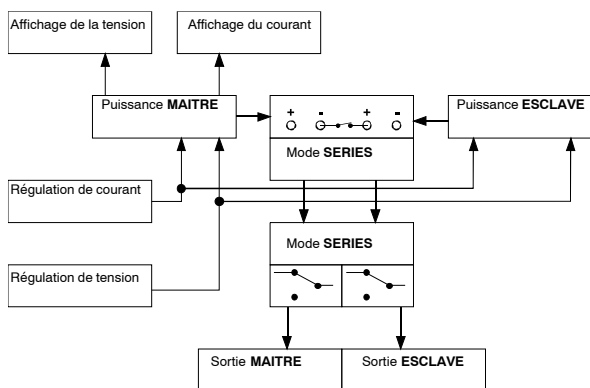 Affichage de la tension
Affichage du courant
Puissance MAITRE
+ - + -
Mode SERIES
Puissance ESCLAVE
Régulation de courant
Mode SERIES
Régulation de tension
Sortie MAITRE
Sortie ESCLAVE